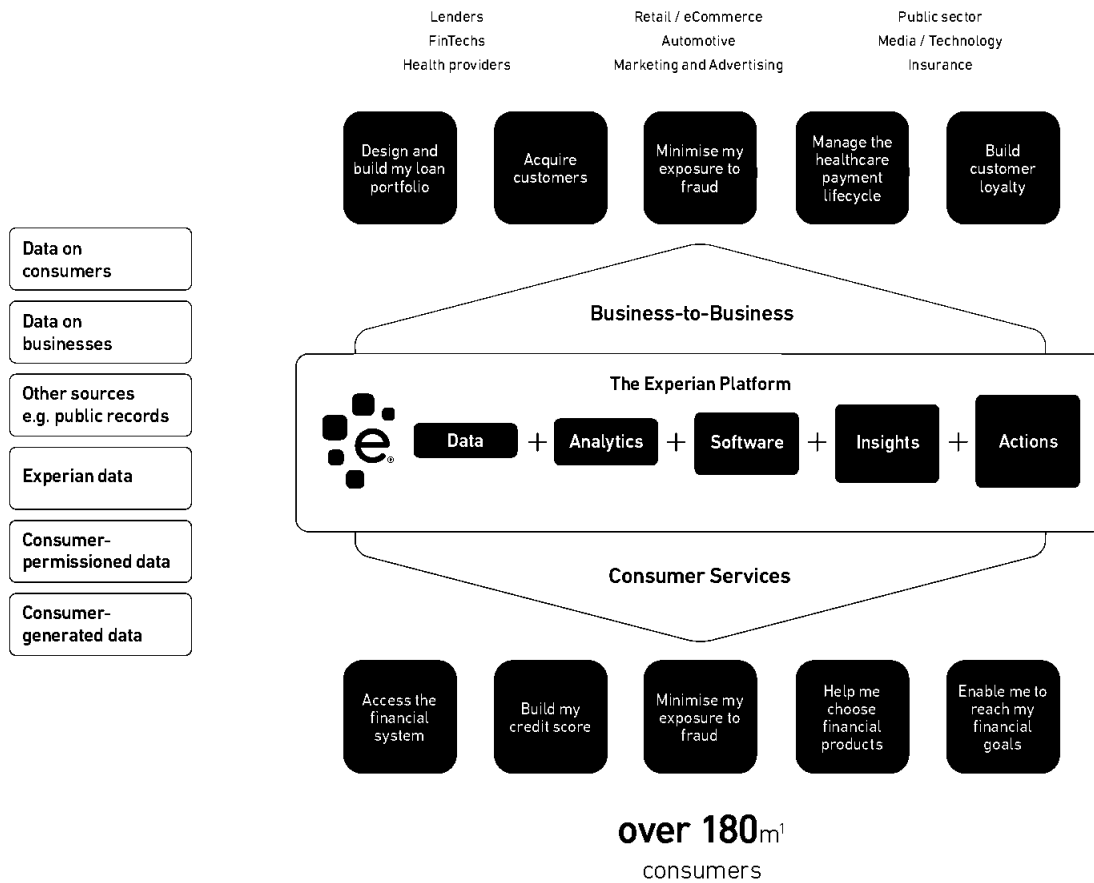 Lenders
FinTechs
Health providers
Retail / eCommerce
Automotive
Marketing and Advertising
Public sector
Media / Technology
Insurance
Design and
build my loan
portfolio
Acquire
customers
Minimise my
exposure to
fraud
Manage the
healthcare
payment
lifecycle
Build
customer
loyalty
Data on
consumers
Data on
businesses
Other sources
e.g. public records
Experian data
Consumer-
permissioned data
Consumer-
generated data
Business-to-Business
The Experian Platform
e®
Data + Analytics + Software + Insights + Actions
Consumer Services
Access the
financial
system
Build my
credit score
Minimise my
exposure to
fraud
Help me
choose
financial
products
Enable me to
reach my
financial
goals
over 180m¹
consumers